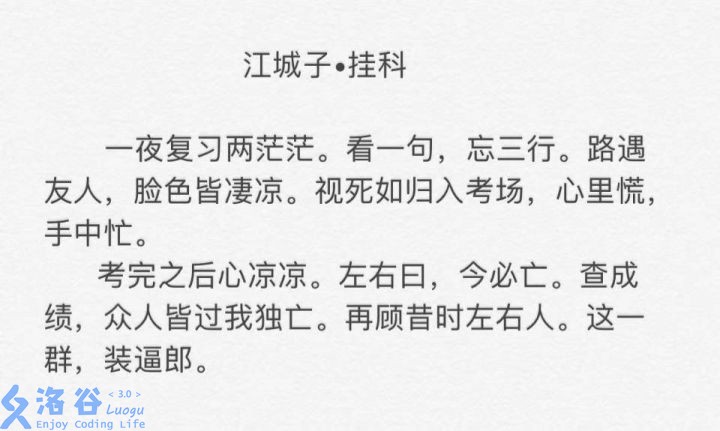 江城子•挂科
一夜复习两茫茫。看一句，忘三行。路遇
友人，脸色皆凄凉。视死如归入考场，心里慌，
手中忙。
考完之后心凉凉。左右曰，今必亡。查成
绩，众人皆过我独亡。再顾昔时左右人。这一
群，装逼郎。
洛谷 <3.0> Luogu
Enjoy Coding Life